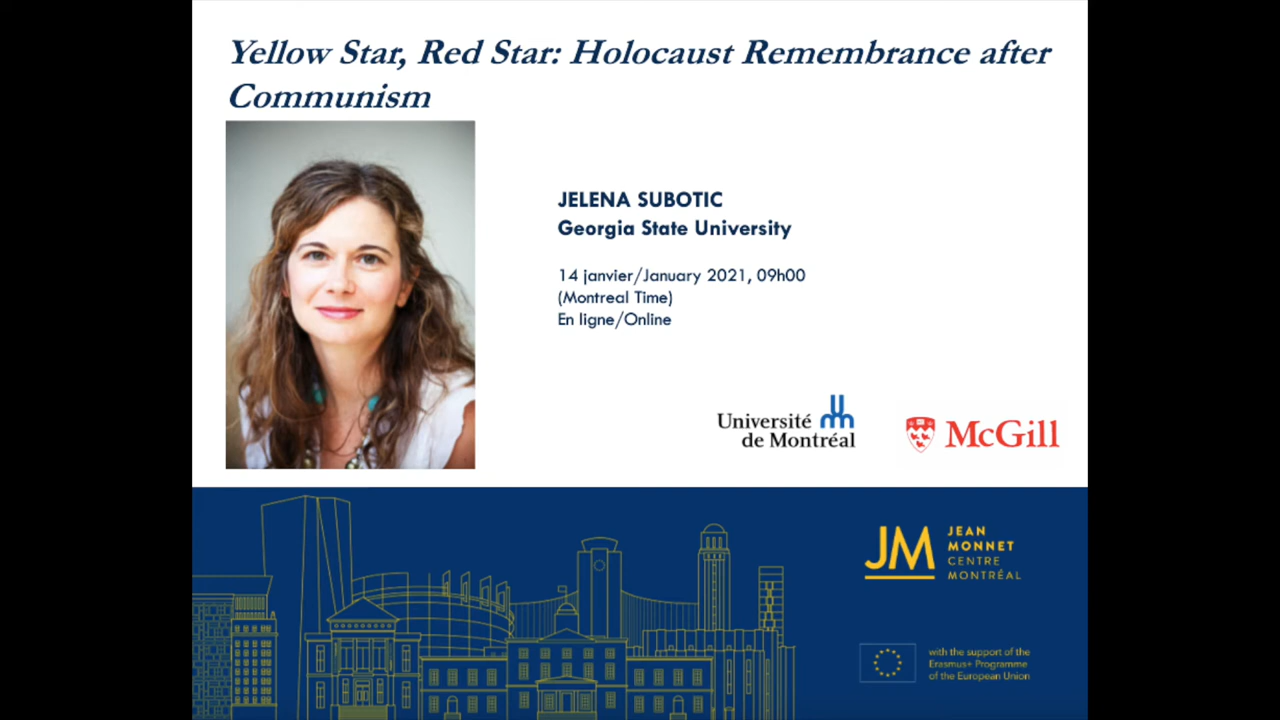 Yellow Star, Red Star: Holocaust Remembrance after
Communism
JELENA SUBOTIC
Georgia State University
14 janvier/January 2021, 09h00
(Montreal Time)
En ligne/Online
Université
de Montréal
McGill
JM
JEAN
MONNET
CENTRE
MONTRÉAL
with the support of the
Erasmus+ Programme
of the European Union